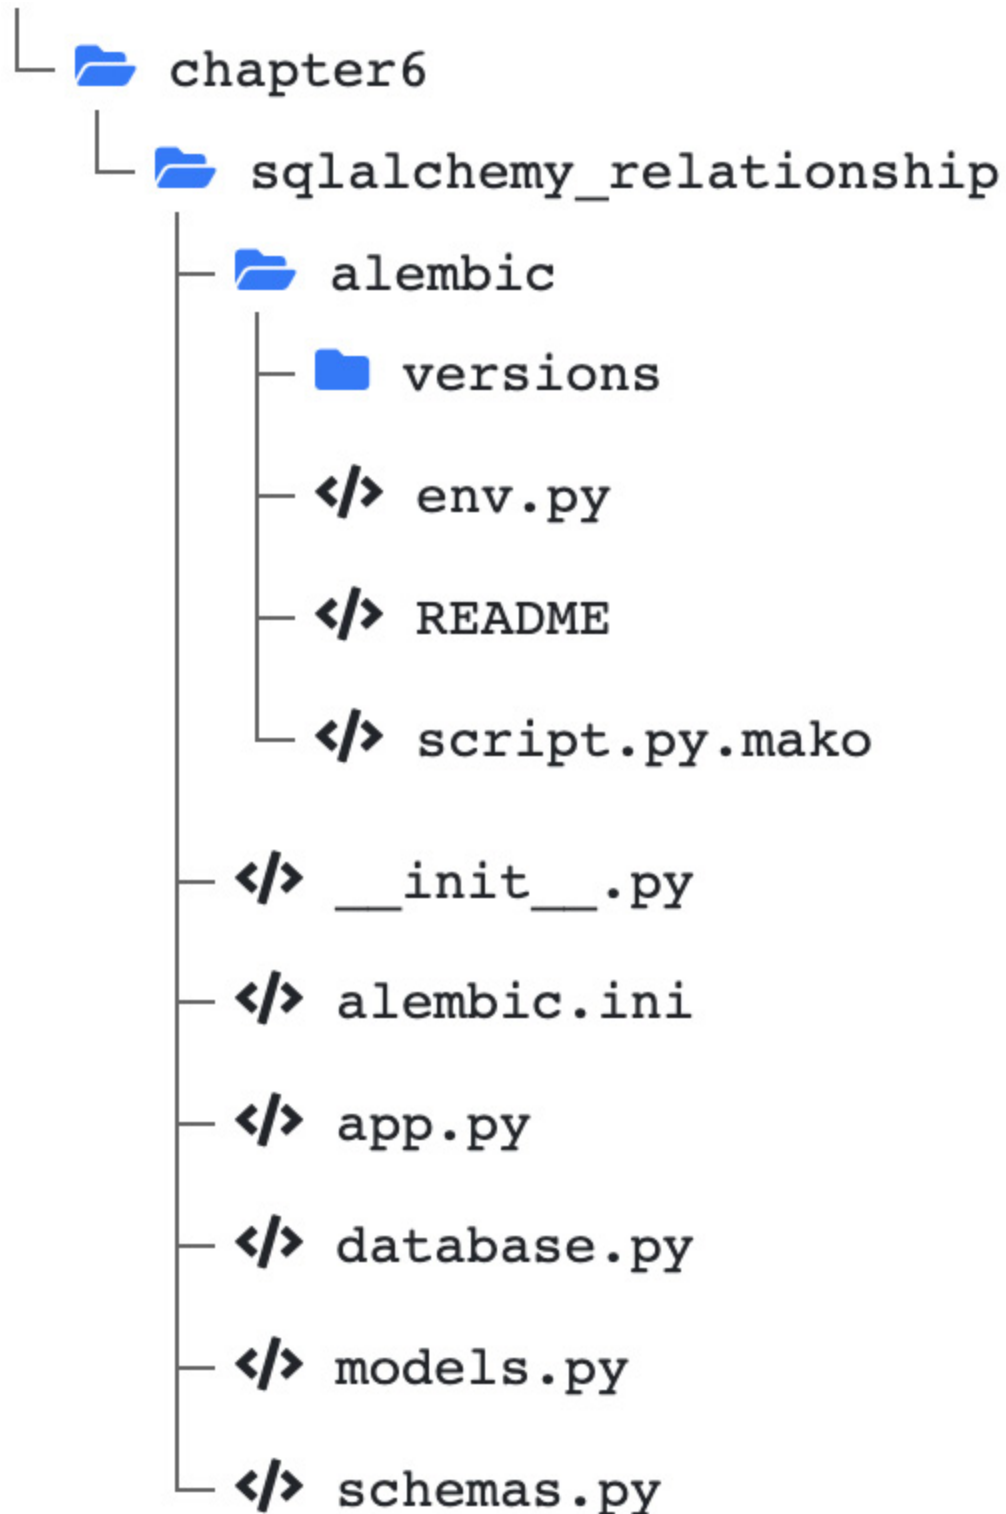 chapter6
sqlalchemy_relationship
alembic
versions
env.py
README
script.py.mako
__init__.py
alembic.ini
app.py
database.py
models.py
schemas.py